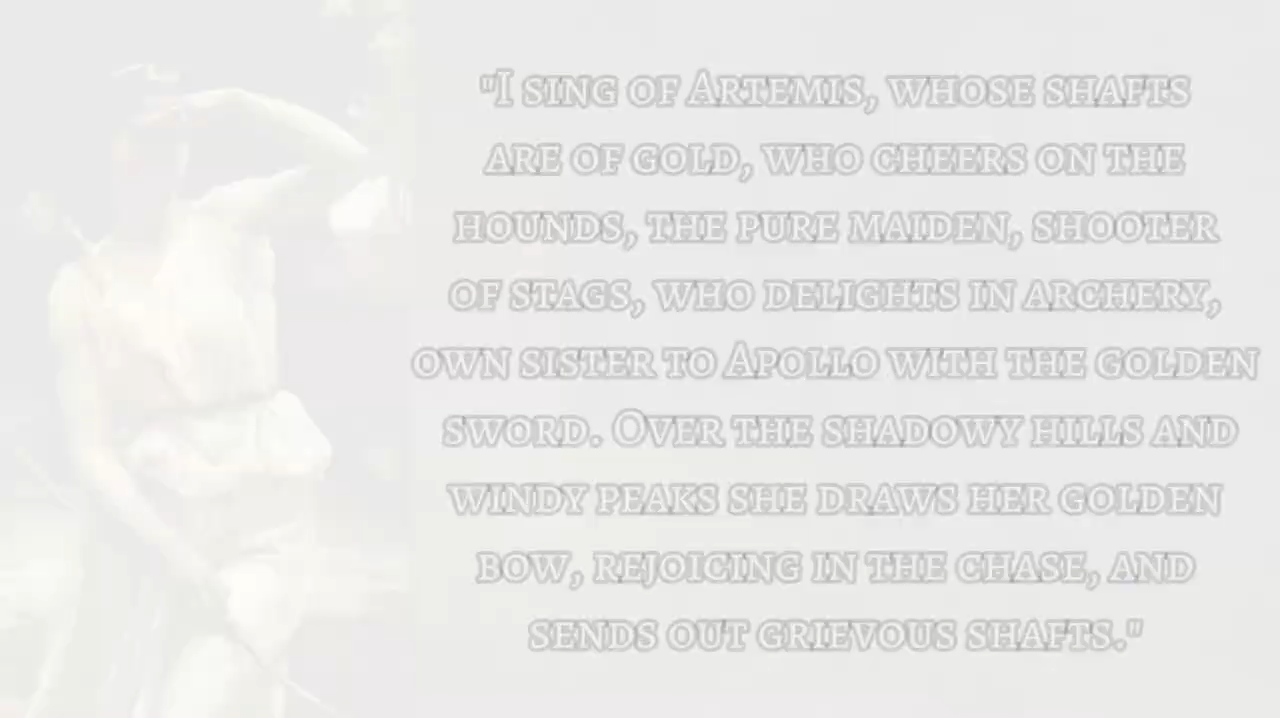 "I sing of Artemis, whose shafts
are of gold, who cheers on the
hounds, the pure maiden, shooter
of stags, who delights in archery,
own sister to Apollo with the golden
sword. Over the shadowy hills and
windy peaks she draws her golden
bow, rejoicing in the chase, and
sends out grievous shafts."